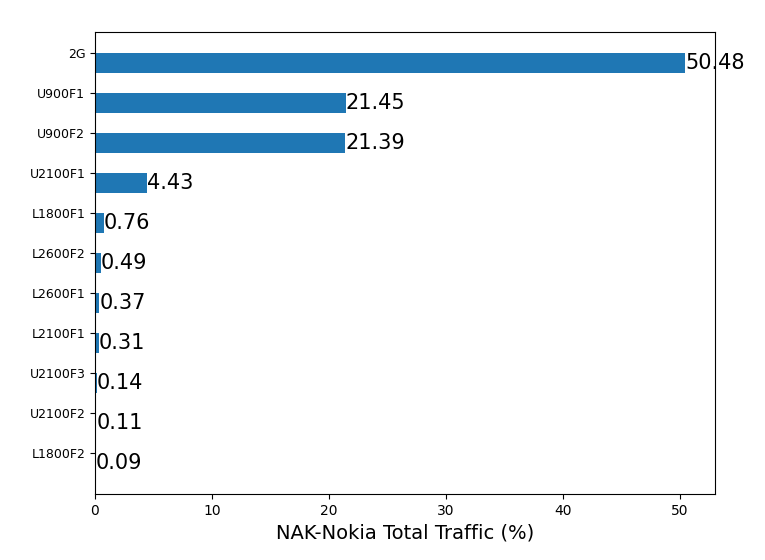 2G 50.48
U900F1 21.45
U900F2 21.39
U2100F1 4.43
L1800F1 0.76
L2600F2 0.49
L2600F1 0.37
L2100F1 0.31
U2100F3 0.14
U2100F2 0.11
L1800F2 0.09
0 10 20 30 40 50
NAK-Nokia Total Traffic (%)